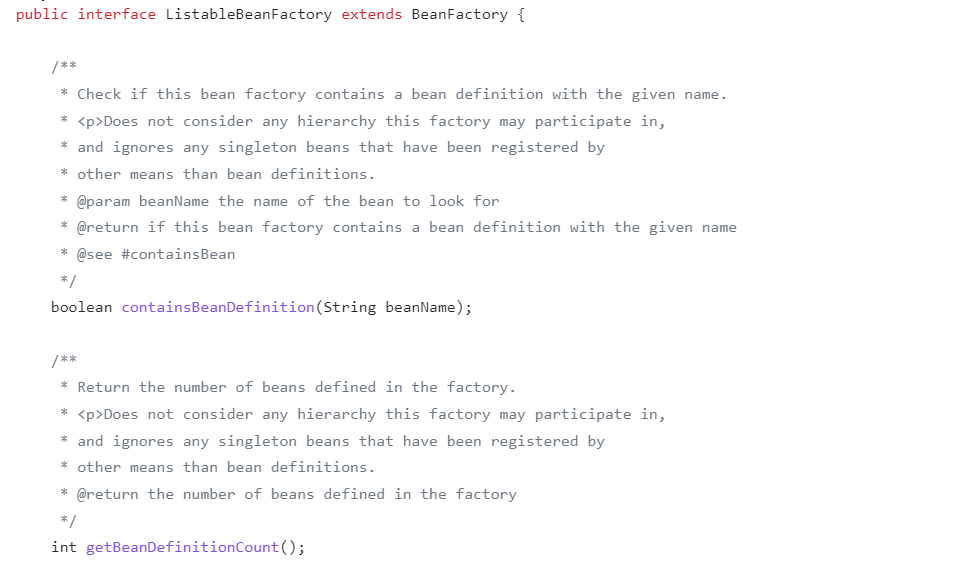 public interface ListableBeanFactory extends BeanFactory {
/**
* Check if this bean factory contains a bean definition with the given name.
* <p>Does not consider any hierarchy this factory may participate in,
* and ignores any singleton beans that have been registered by
* other means than bean definitions.
* @param beanName the name of the bean to look for
* @return if this bean factory contains a bean definition with the given name
* @see #containsBean
*/
boolean containsBeanDefinition(String beanName);
/**
* Return the number of beans defined in the factory.
* <p>Does not consider any hierarchy this factory may participate in,
* and ignores any singleton beans that have been registered by
* other means than bean definitions.
* @return the number of beans defined in the factory
*/
int getBeanDefinitionCount();